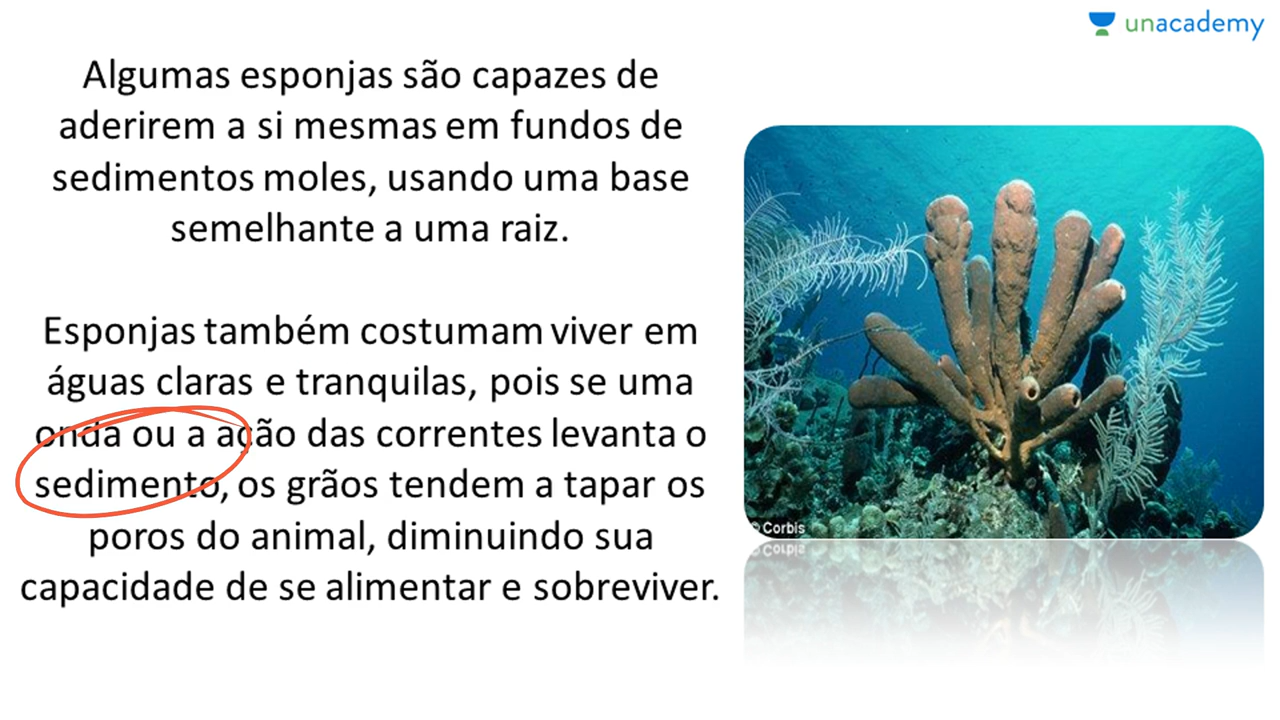 unacademy
Algumas esponjas são capazes de
aderirem a si mesmas em fundos de
sedimentos moles, usando uma base
semelhante a uma raiz.
Esponjas também costumam viver em
águas claras e tranquilas, pois se uma
onda ou a ação das correntes levanta o
sedimento, os grãos tendem a tapar os
poros do animal, diminuindo sua
capacidade de se alimentar e sobreviver.
© Corbis